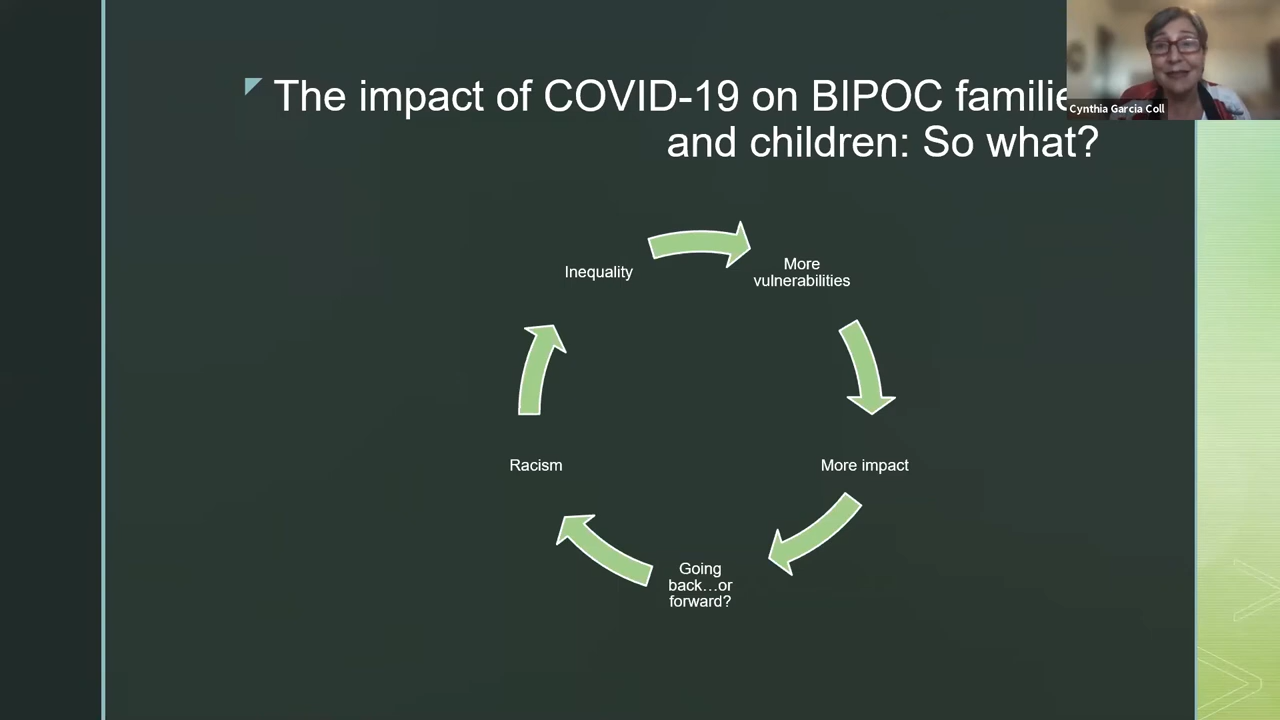 The impact of COVID-19 on BIPOC familie
and children: So what?
Cynthia Garcia Coll
Inequality
More
vulnerabilities
Racism
More impact
Going
back…or
forward?